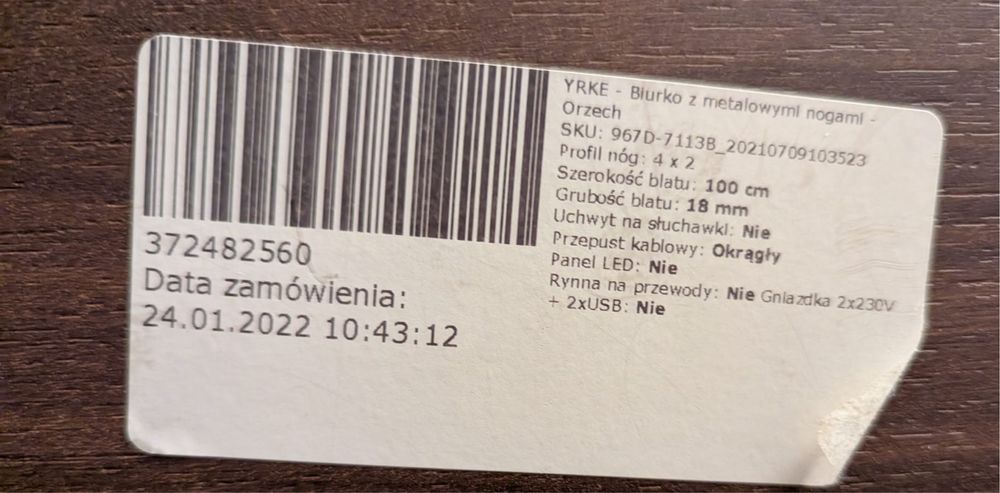 372482560
Data zamówienia:
24.01.2022 10:43:12
YRKE - Biurko z metalowymi nogami -
Orzech
SKU: 967D-7113B_20210709103523
Profil nóg: 4 x 2
Szerokość blatu: 100 cm
Grubość blatu: 18 mm
Uchwyt na słuchawki: Nie
Przepust kablowy: Okrągły
Panel LED: Nie
Rynna na przewody: Nie Gniazdka 2x230V
+ 2xUSB: Nie